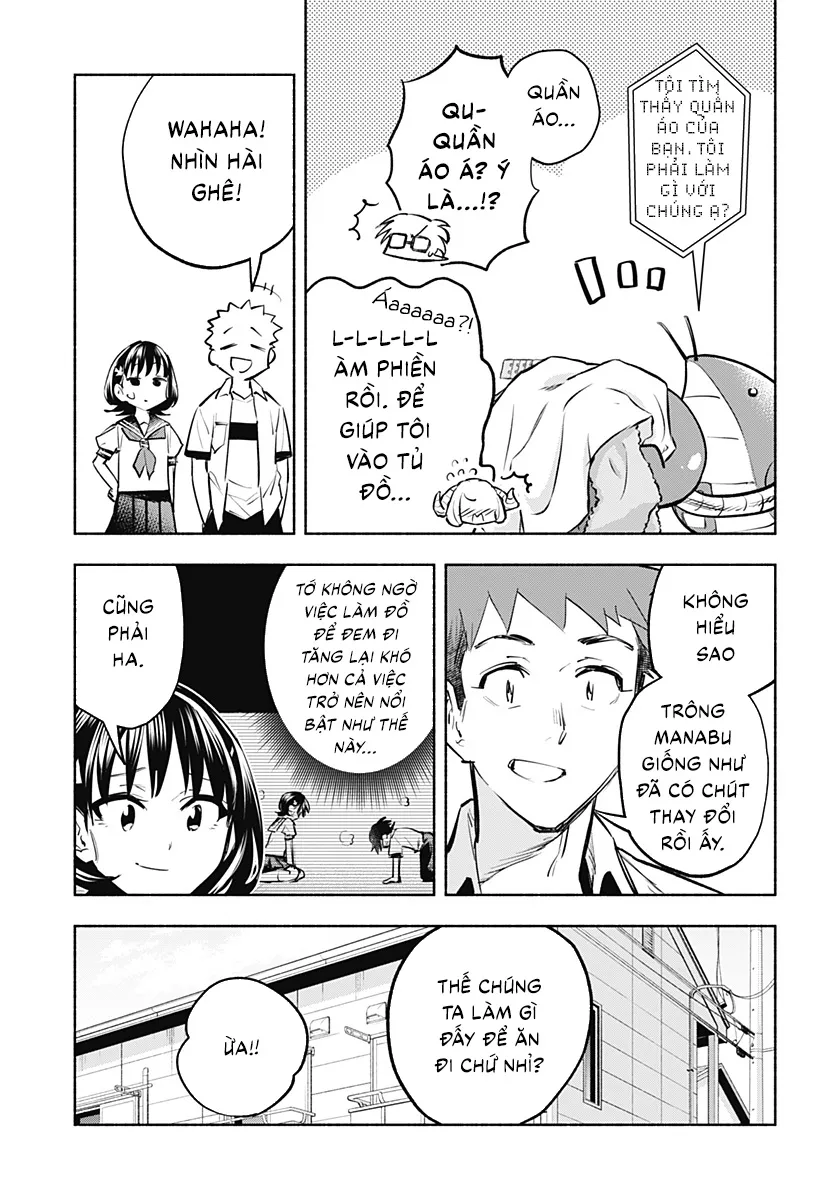 TÔI TÌM
THẤY QUẦN
ÁO CỦA
BẠN. TÔI
PHẢI LÀM
GÌ VỚI
CHÚNG Ạ?
QUẦN
ÁO...
QU-
QUẦN
ÁO Á? Ý
LÀ...!?
Áaaaaaa?!
L-L-L-L-L
ÀM PHIỀN
RỒI. ĐỂ
GIÚP TÔI
VÀO TỦ
ĐỒ...
WAHAHA!
NHÌN HÀI
GHÊ!
KHÔNG
HIỂU
SAO
TRÔNG
MANABU
GIỐNG NHƯ
ĐÃ CÓ CHÚT
THAY ĐỔI
RỒI ẤY.
TỚ KHÔNG NGỜ
VIỆC LÀM ĐỒ
ĐỂ ĐEM ĐI
TẶNG LẠI KHÓ
HƠN CẢ VIỆC
TRỞ NÊN NỔI
BẬT NHƯ THẾ
NÀY...
CŨNG
PHẢI
HA.
THẾ CHÚNG
TA LÀM GÌ
ĐẤY ĐỂ ĂN
ĐI CHỨ NHỈ?
ỪA!!